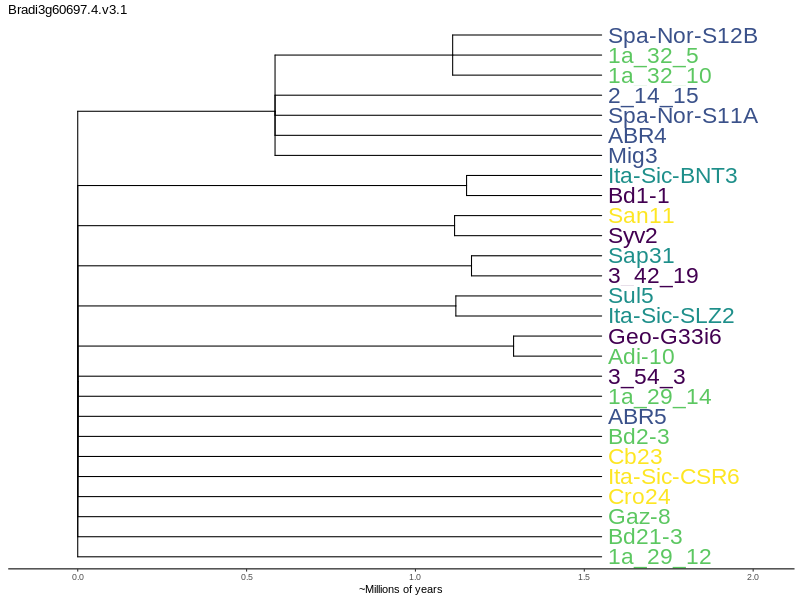 Bradi3g60697.4.v3.1
Spa-Nor-S12B
1a_32_5
1a_32_10
2_14_15
Spa-Nor-S11A
ABR4
Mig3
Ita-Sic-BNT3
Bd1-1
San11
Syv2
Sap31
3_42_19
Sul5
Ita-Sic-SLZ2
Geo-G33i6
Adi-10
3_54_3
1a_29_14
ABR5
Bd2-3
Cb23
Ita-Sic-CSR6
Cro24
Gaz-8
Bd21-3
1a_29_12
0.0 0.5 1.0 1.5 2.0
~Millions of years